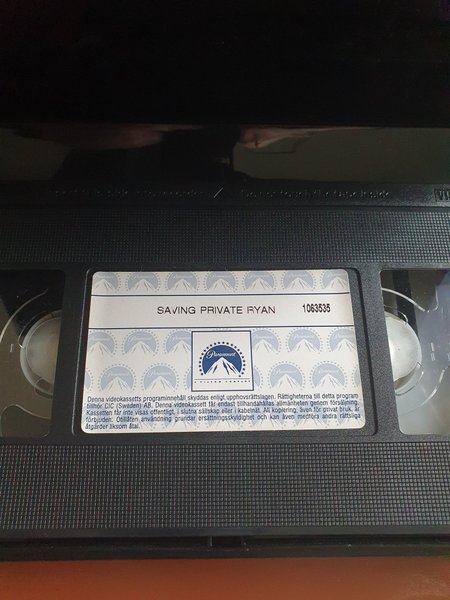 SAVING PRIVATE RYAN 1063535
Paramount
A VIACOM COMPANY
Denna videokassetts programinnehåll skyddas enligt upphovsrättslagen. Rättigheterna till detta program
tillhör CIC (Sweden) AB. Denna videokassett får endast tillhandahållas allmänheten genom försäljning.
Kassetten får inte visas offentligt, i slutna sällskap eller i kabelnät. All kopiering, även för privat bruk, är
förbjuden. Otillåten användning grundar ersättningsskyldighet och kan även medföra andra rättsliga
åtgärder liksom åtal.